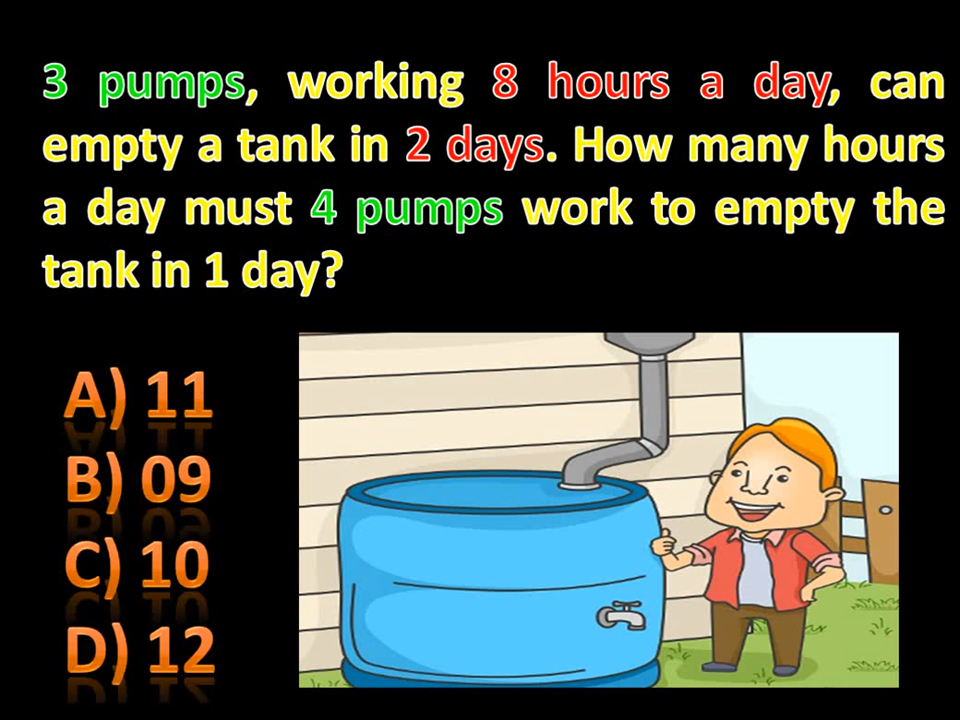 3 pumps, working 8 hours a day, can
empty a tank in 2 days. How many hours
a day must 4 pumps work to empty the
tank in 1 day?
A) 11
B) 09
C) 10
D) 12